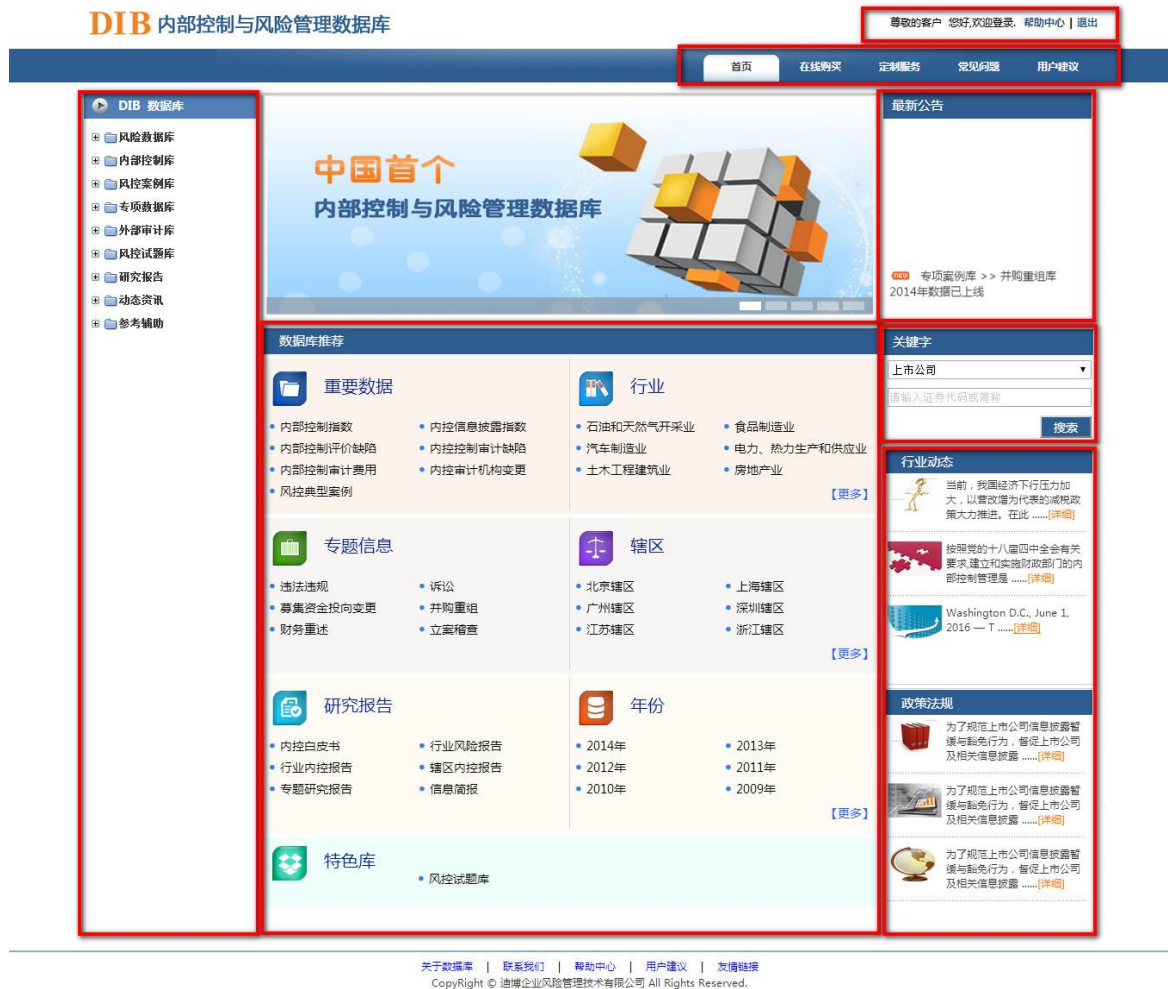 DIB 内部控制与风险管理数据库
尊敬的客户 您好,欢迎登录. 帮助中心 | 退出
首页 在线购买 定制服务 常见问题 用户建议
DIB 数据库
风险数据库
内部控制库
风控案例库
专项数据库
外部审计库
风控试题库
研究报告
动态资讯
参考辅助
中国首个
内部控制与风险管理数据库
最新公告
NEW 专项案例库 >> 并购重组库
2014年数据已上线
数据库推荐
重要数据
内部控制指数 内控信息披露指数
内部控制评价缺陷 内控控制审计缺陷
内部控制审计费用 内控审计机构变更
风控典型案例
行业
石油和天然气开采业 食品制造业
汽车制造业 电力、热力生产和供应业
土木工程建筑业 房地产业
【更多】
专题信息
违法违规 诉讼
募集资金投向变更 并购重组
财务重述 立案稽查
辖区
北京辖区 上海辖区
广州辖区 深圳辖区
江苏辖区 浙江辖区
【更多】
研究报告
内控白皮书 行业风险报告
行业内控报告 辖区内控报告
专题研究报告 信息简报
年份
2014年 2013年
2012年 2011年
2010年 2009年
【更多】
特色库
风控试题库
关键字
上市公司
请输入证券代码或简称
搜索
行业动态
当前，我国经济下行压力加
大，以营改增为代表的减税政
策大力推进。在此 ......[详细]
按照党的十八届四中全会有关
要求,建立和实施财政部门的内
部控制管理是 ......[详细]
Washington D.C., June 1,
2016 — T ......[详细]
政策法规
为了规范上市公司信息披露暂
缓与豁免行为，督促上市公司
及相关信息披露 ......[详细]
为了规范上市公司信息披露暂
缓与豁免行为，督促上市公司
及相关信息披露 ......[详细]
为了规范上市公司信息披露暂
缓与豁免行为，督促上市公司
及相关信息披露 ......[详细]
关于数据库 | 联系我们 | 帮助中心 | 用户建议 | 友情链接
CopyRight © 迪博企业风险管理技术有限公司 All Rights Reserved.